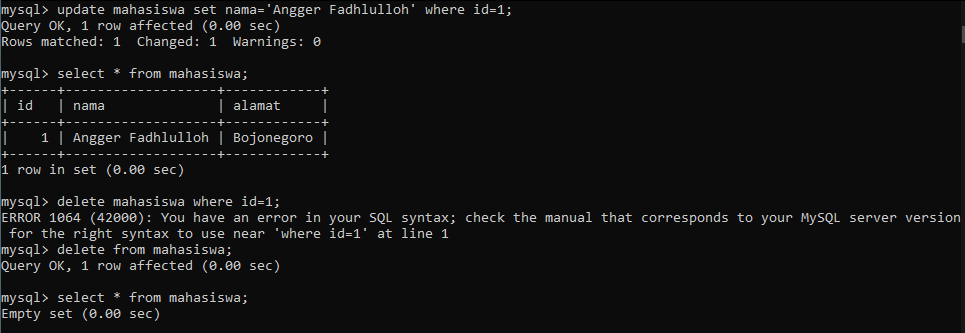 mysql> update mahasiswa set nama='Angger Fadhlulloh' where id=1;
Query OK, 1 row affected (0.00 sec)
Rows matched: 1  Changed: 1  Warnings: 0
mysql> select * from mahasiswa;
+------+-------------------+------------+
| id   | nama              | alamat     |
+------+-------------------+------------+
|    1 | Angger Fadhlulloh | Bojonegoro |
+------+-------------------+------------+
1 row in set (0.00 sec)
mysql> delete mahasiswa where id=1;
ERROR 1064 (42000): You have an error in your SQL syntax; check the manual that corresponds to your MySQL server version
 for the right syntax to use near 'where id=1' at line 1
mysql> delete from mahasiswa;
Query OK, 1 row affected (0.00 sec)
mysql> select * from mahasiswa;
Empty set (0.00 sec)